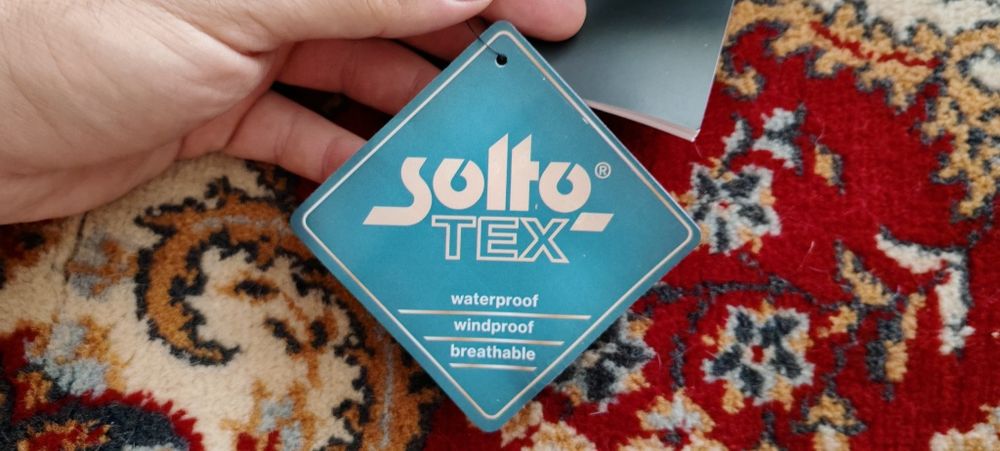 solto®
TEX
waterproof
windproof
breathable